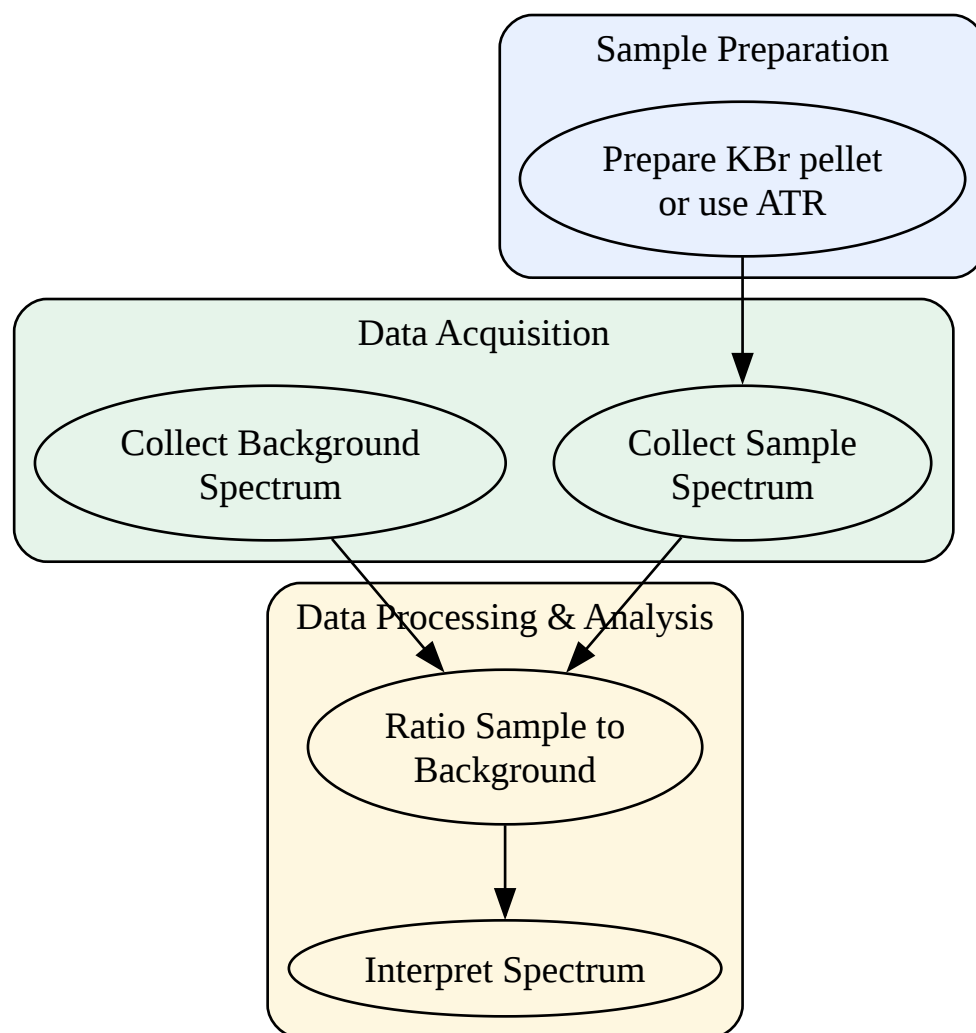 Sample Preparation
Prepare KBr pellet
or use ATR
Data Acquisition
Collect Background
Spectrum
Collect Sample
Spectrum
Data Processing & Analysis
Ratio Sample to
Background
Interpret Spectrum